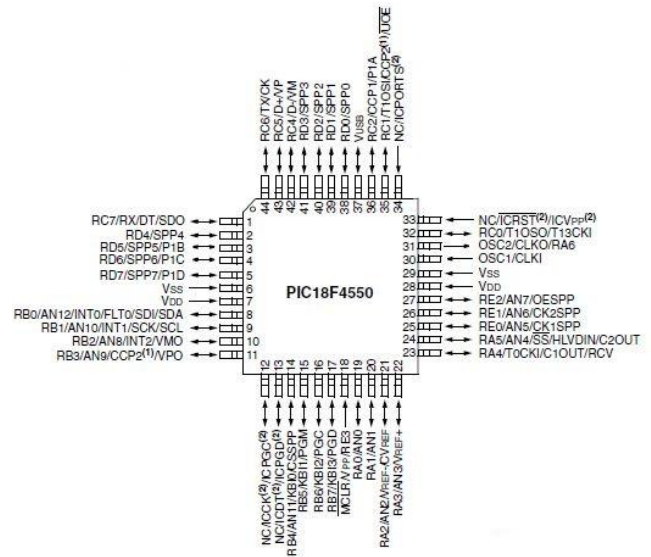 RC6/TX/CK
RC5/D+/VP
RC4/D-/VM
RD3/SPP3
RD2/SPP2
RD1/SPP1
RD0/SPP0
VUSB
RC2/CCP1/P1A
RC1/T1OSI/CCP2(1)/UOE
NC/ICPORTS(2)
44
43
42
41
40
39
38
37
36
35
34
RC7/RX/DT/SDO 1
RD4/SPP4 2
RD5/SPP5/P1B 3
RD6/SPP6/P1C 4
RD7/SPP7/P1D 5
VSS 6
VDD 7
RB0/AN12/INT0/FLT0/SDI/SDA 8
RB1/AN10/INT1/SCK/SCL 9
RB2/AN8/INT2/VMO 10
RB3/AN9/CCP2(1)/VPO 11
PIC18F4550
33 NC/ICRST(2)/ICVPP(2)
32 RC0/T1OSO/T13CKI
31 OSC2/CLKO/RA6
30 OSC1/CLKI
29 VSS
28 VDD
27 RE2/AN7/OESPP
26 RE1/AN6/CK2SPP
25 RE0/AN5/CK1SPP
24 RA5/AN4/SS/HLVDIN/C2OUT
23 RA4/T0CKI/C1OUT/RCV
12
13
14
15
16
17
18
19
20
21
22
NC/ICCK(2)/ICPGC(2)
NC/ICDT(2)/ICPGD(2)
RB4/AN11/KBI0/CSSPP
RB5/KBI1/PGM
RB6/KBI2/PGC
RB7/KBI3/PGD
MCLR/VPP/RE3
RA0/AN0
RA1/AN1
RA2/AN2/VREF-/CVREF
RA3/AN3/VREF+